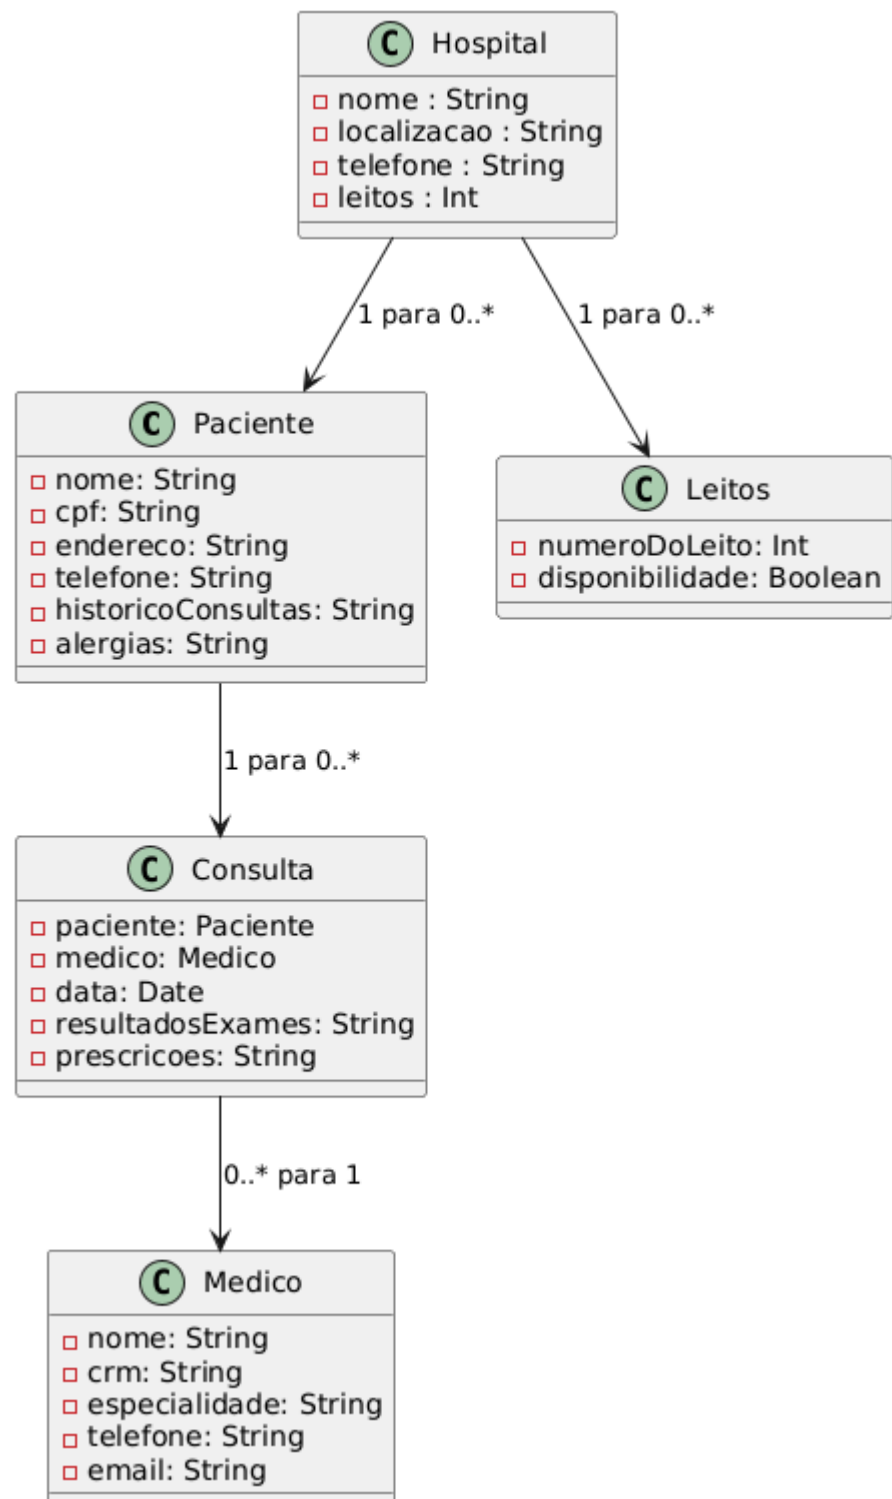 C Hospital
nome : String
localizacao : String
telefone : String
leitos : Int
1 para 0..*
1 para 0..*
C Paciente
nome: String
cpf: String
endereco: String
telefone: String
historicoConsultas: String
alergias: String
C Leitos
numeroDoLeito: Int
disponibilidade: Boolean
1 para 0..*
C Consulta
paciente: Paciente
medico: Medico
data: Date
resultadosExames: String
prescricoes: String
0..* para 1
C Medico
nome: String
crm: String
especialidade: String
telefone: String
email: String